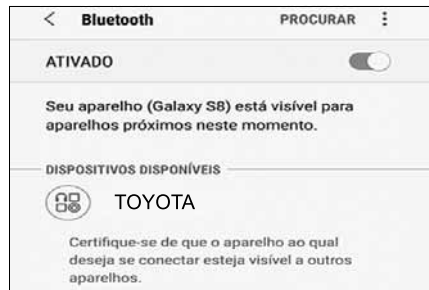 Bluetooth PROCURAR
ATIVADO
Seu aparelho (Galaxy S8) está visível para
aparelhos próximos neste momento.
DISPOSITIVOS DISPONÍVEIS
TOYOTA
Certifique-se de que o aparelho ao qual
deseja se conectar esteja visível a outros
aparelhos.